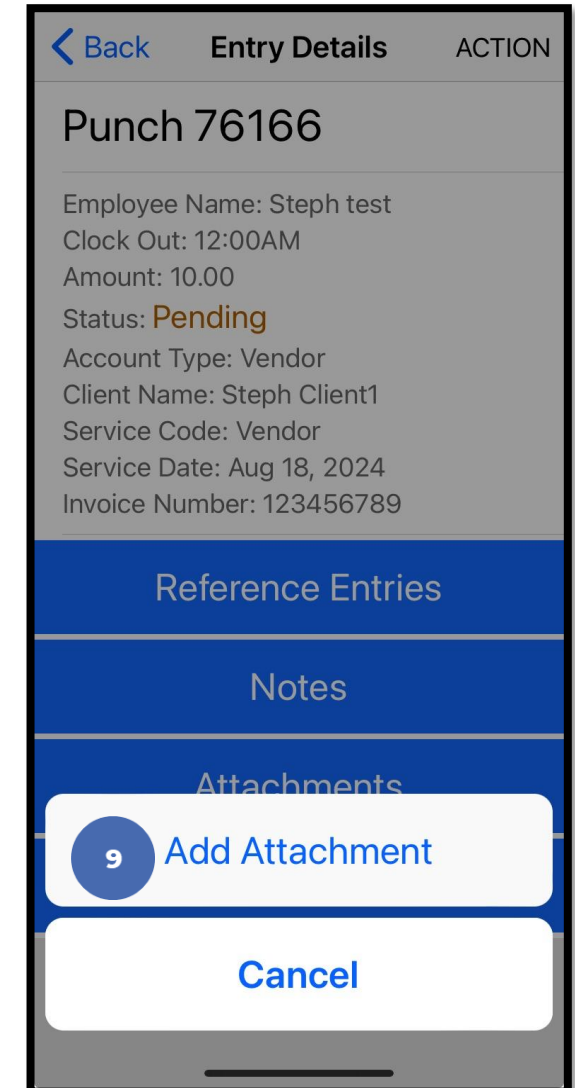 Back Entry Details ACTION
Punch 76166
Employee Name: Steph test
Clock Out: 12:00AM
Amount: 10.00
Status: Pending
Account Type: Vendor
Client Name: Steph Client1
Service Code: Vendor
Service Date: Aug 18, 2024
Invoice Number: 123456789
Reference Entries
Notes
Attachments
9 Add Attachment
Cancel